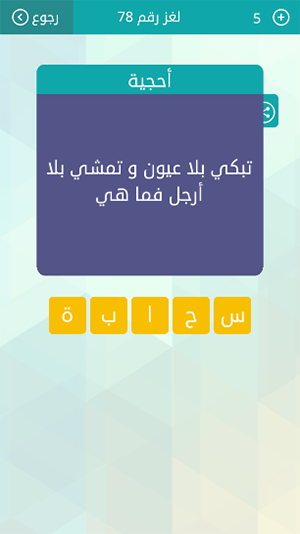 رجوع
لغز رقم 78
5
أحجية
تبكي بلا عيون و تمشي بلا
أرجل فما هي
س ح ا ب ة